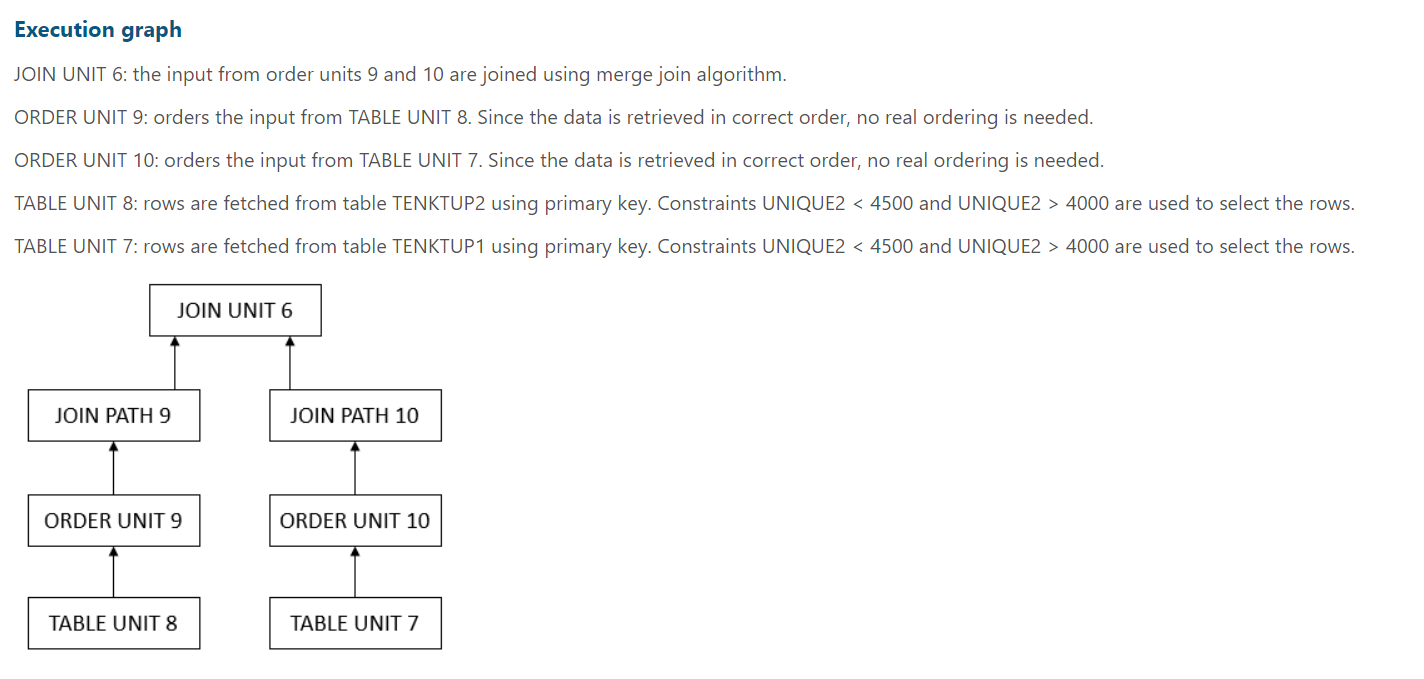 Execution graph
JOIN UNIT 6: the input from order units 9 and 10 are joined using merge join algorithm.
ORDER UNIT 9: orders the input from TABLE UNIT 8. Since the data is retrieved in correct order, no real ordering is needed.
ORDER UNIT 10: orders the input from TABLE UNIT 7. Since the data is retrieved in correct order, no real ordering is needed.
TABLE UNIT 8: rows are fetched from table TENKTUP2 using primary key. Constraints UNIQUE2 < 4500 and UNIQUE2 > 4000 are used to select the rows.
TABLE UNIT 7: rows are fetched from table TENKTUP1 using primary key. Constraints UNIQUE2 < 4500 and UNIQUE2 > 4000 are used to select the rows.
JOIN UNIT 6
JOIN PATH 9
JOIN PATH 10
ORDER UNIT 9
ORDER UNIT 10
TABLE UNIT 8
TABLE UNIT 7